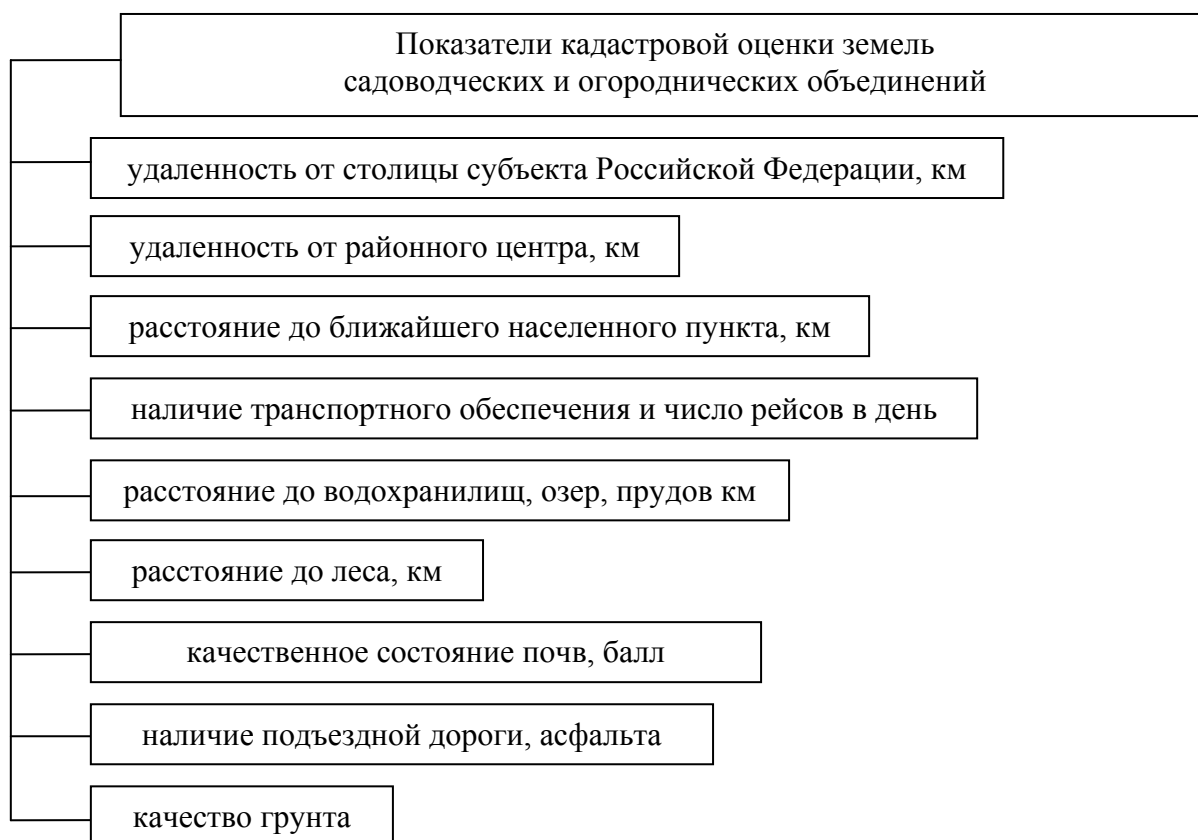 Показатели кадастровой оценки земель
садоводческих и огороднических объединений
удаленность от столицы субъекта Российской Федерации, км
удаленность от районного центра, км
расстояние до ближайшего населенного пункта, км
наличие транспортного обеспечения и число рейсов в день
расстояние до водохранилищ, озер, прудов км
расстояние до леса, км
качественное состояние почв, балл
наличие подъездной дороги, асфальта
качество грунта